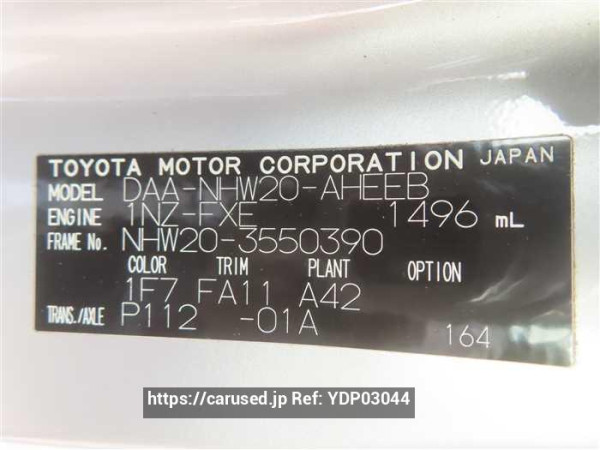 TOYOTA MOTOR CORPORATION JAPAN
MODEL DAA-NHW20-AHEEB
ENGINE 1NZ-FXE 1496 mL
FRAME No. NHW20-3550390
COLOR TRIM PLANT OPTION
1F7 FA11 A42
TRANS./AXLE P112 -01A
164
https://carused.jp Ref: YDP03044